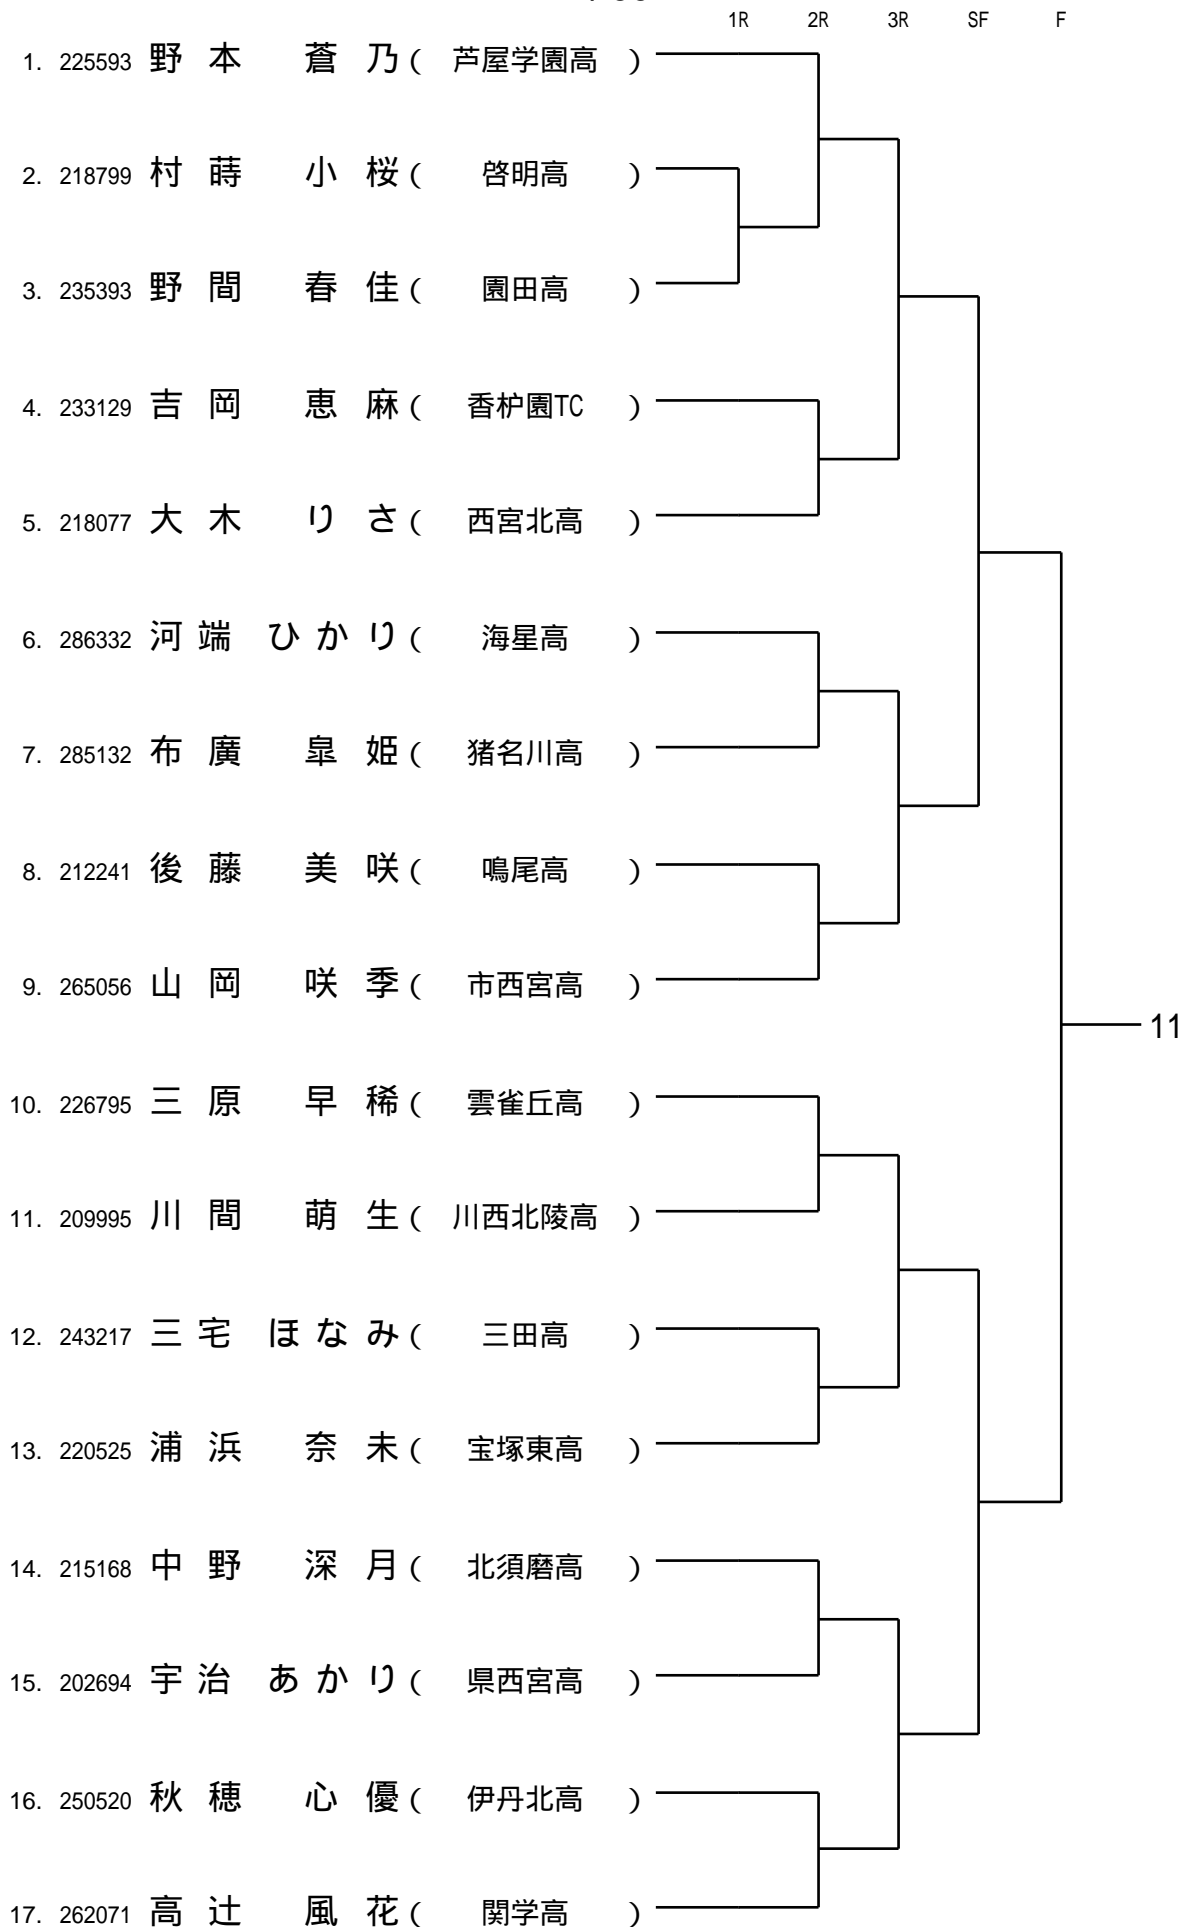 1R 2R 3R SF F
1. 225593 野本 蒼乃 ( 芦屋学園高 )
2. 218799 村蒔 小桜 ( 啓明高 )
3. 235393 野間 春佳 ( 園田高 )
4. 233129 吉岡 恵麻 ( 香枦園TC )
5. 218077 大木 りさ ( 西宮北高 )
6. 286332 河端 ひかり ( 海星高 )
7. 285132 布廣 皐姫 ( 猪名川高 )
8. 212241 後藤 美咲 ( 鳴尾高 )
9. 265056 山岡 咲季 ( 市西宮高 )
11
10. 226795 三原 早稀 ( 雲雀丘高 )
11. 209995 川間 萌生 ( 川西北陵高 )
12. 243217 三宅 ほなみ ( 三田高 )
13. 220525 浦浜 奈未 ( 宝塚東高 )
14. 215168 中野 深月 ( 北須磨高 )
15. 202694 宇治 あかり ( 県西宮高 )
16. 250520 秋穂 心優 ( 伊丹北高 )
17. 262071 高辻 風花 ( 関学高 )